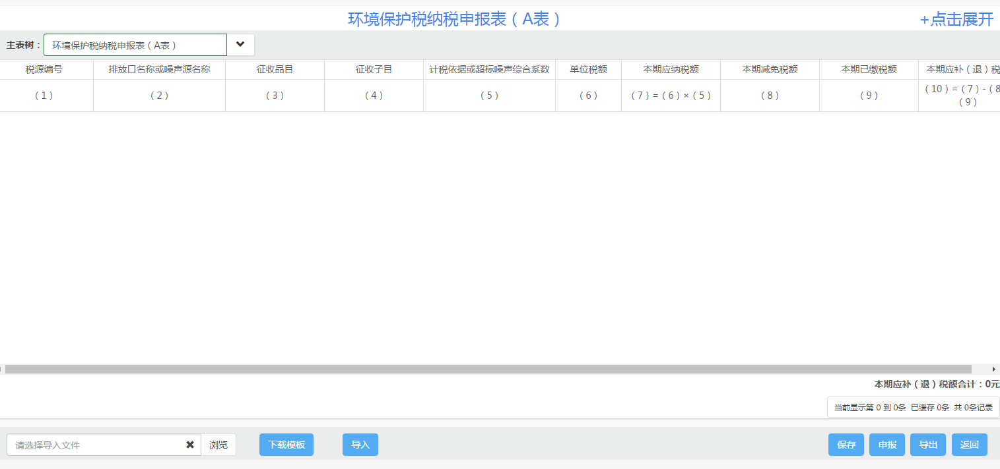 环境保护税纳税申报表（A表）
+点击展开
主表树：
环境保护税纳税申报表（A表）
税源编号 排放口名称或噪声源名称 征收品目 征收子目 计税依据或超标噪声综合系数 单位税额 本期应纳税额 本期减免税额 本期已缴税额 本期应补（退）税
（1） （2） （3） （4） （5） （6） （7）=（6）×（5） （8） （9） （10）=（7）-（8
（9）
本期应补（退）税额合计：0元
当前显示第 0 到 0条 已缓存 0条 共 0条记录
请选择导入文件 浏览 下载模板 导入 保存 申报 导出 返回